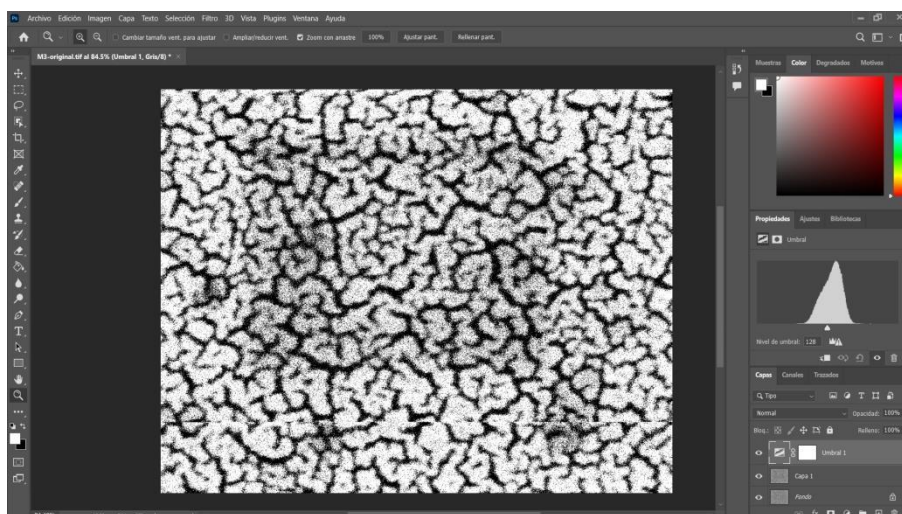 Ps Archivo Edición Imagen Capa Texto Selección Filtro 3D Vista Plugins Ventana Ayuda
Cambiar tamaño vent. para ajustar Ampliar/reducir vent. Zoom con arrastre 100% Ajustar pant. Rellenar pant.
M3-original.tif al 84.5% (Umbral 1, Gris/8) * ×
Muestras Color Degradados Motivos
Propiedades Ajustes Bibliotecas
Umbral
Nivel de umbral: 128
Capas Canales Trazados
Tipo
Normal Opacidad: 100%
Bloq.: Relleno: 100%
Umbral 1
Capa 1
Fondo